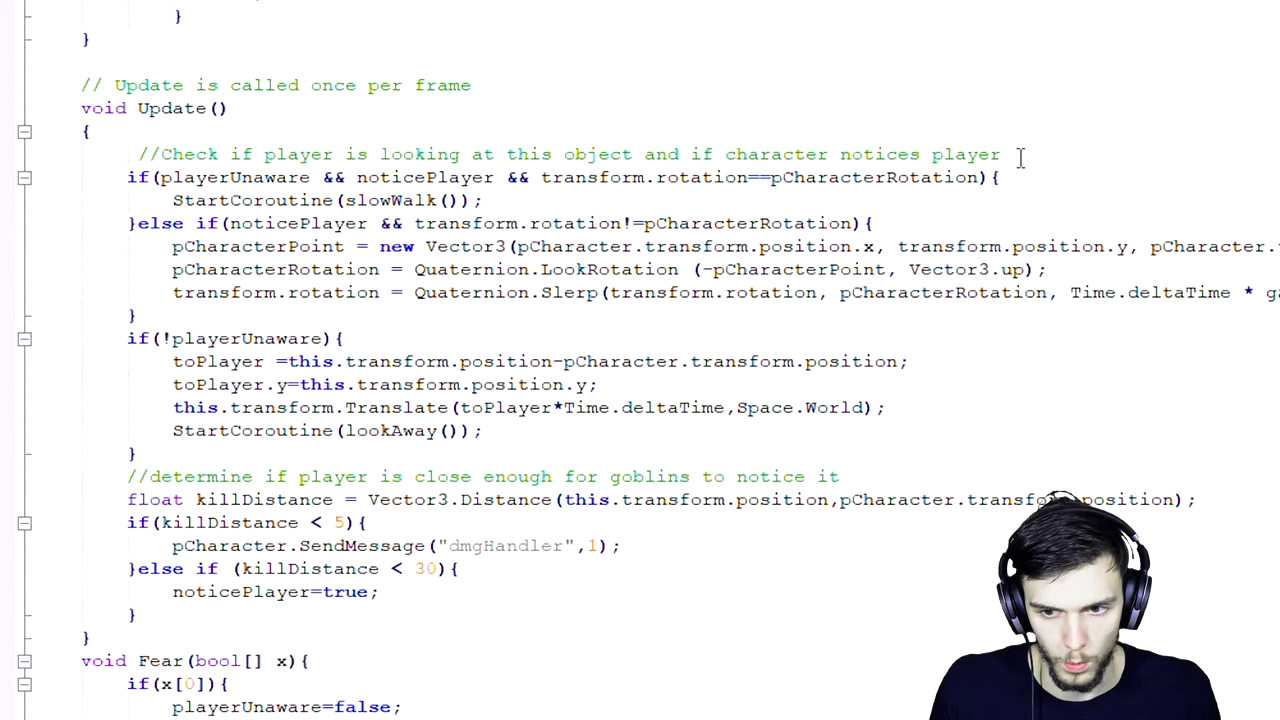 }
}
// Update is called once per frame
void Update()
{
//Check if player is looking at this object and if character notices player
if(playerUnaware && noticePlayer && transform.rotation==pCharacterRotation){
StartCoroutine(slowWalk());
}else if(noticePlayer && transform.rotation!=pCharacterRotation){
pCharacterPoint = new Vector3(pCharacter.transform.position.x, transform.position.y, pCharacter.
pCharacterRotation = Quaternion.LookRotation (-pCharacterPoint, Vector3.up);
transform.rotation = Quaternion.Slerp(transform.rotation, pCharacterRotation, Time.deltaTime *
}
if(!playerUnaware){
toPlayer =this.transform.position-pCharacter.transform.position;
toPlayer.y=this.transform.position.y;
this.transform.Translate(toPlayer*Time.deltaTime,Space.World);
StartCoroutine(lookAway());
}
//determine if player is close enough for goblins to notice it
float killDistance = Vector3.Distance(this.transform.position,pCharacter.transform.position);
if(killDistance < 5){
pCharacter.SendMessage("dmgHandler",1);
}else if (killDistance < 30){
noticePlayer=true;
}
}
void Fear(bool[] x){
if(x[0]){
playerUnaware=false;